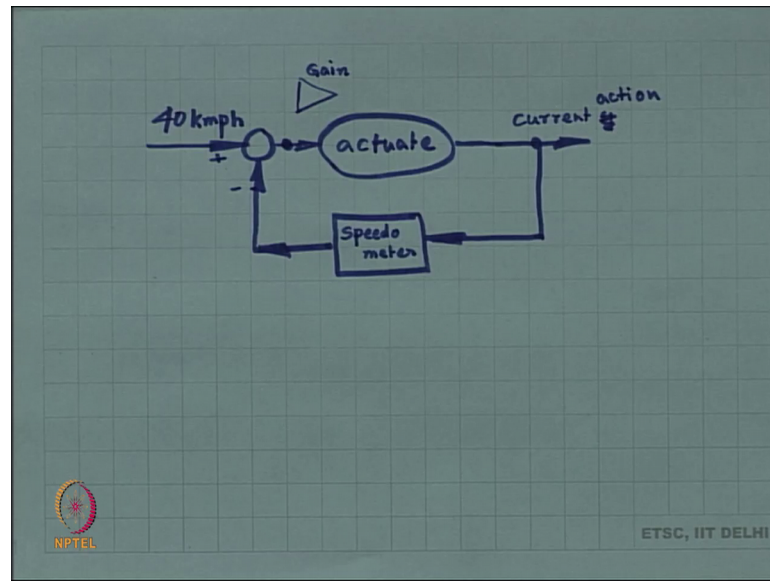 Gain
40 kmph
+
-
actuate
current action
Speedo
meter
NPTEL
ETSC, IIT DELHI